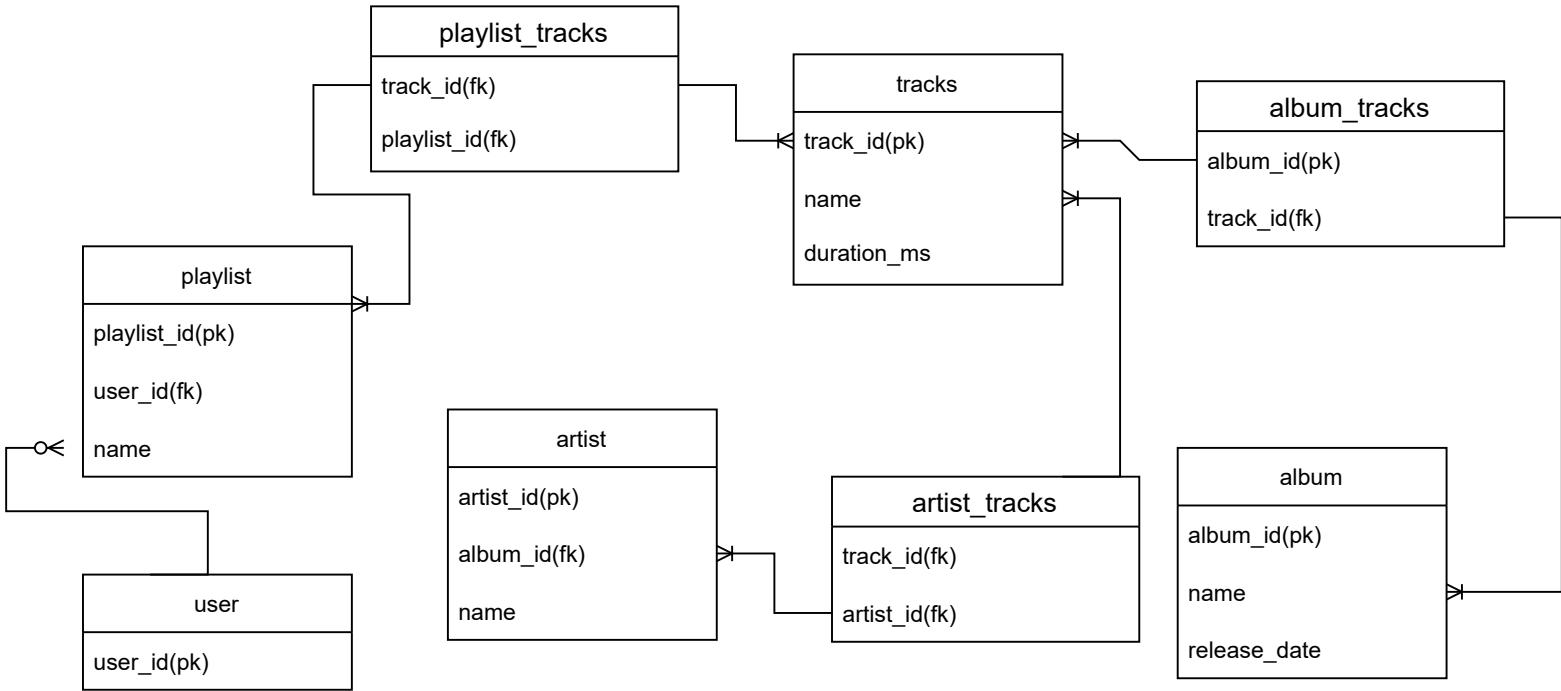 playlist_tracks
track_id(fk)
playlist_id(fk)
tracks
track_id(pk)
name
duration_ms
album_tracks
album_id(pk)
track_id(fk)
playlist
playlist_id(pk)
user_id(fk)
name
artist
artist_id(pk)
album_id(fk)
name
artist_tracks
track_id(fk)
artist_id(fk)
album
album_id(pk)
name
release_date
user
user_id(pk)